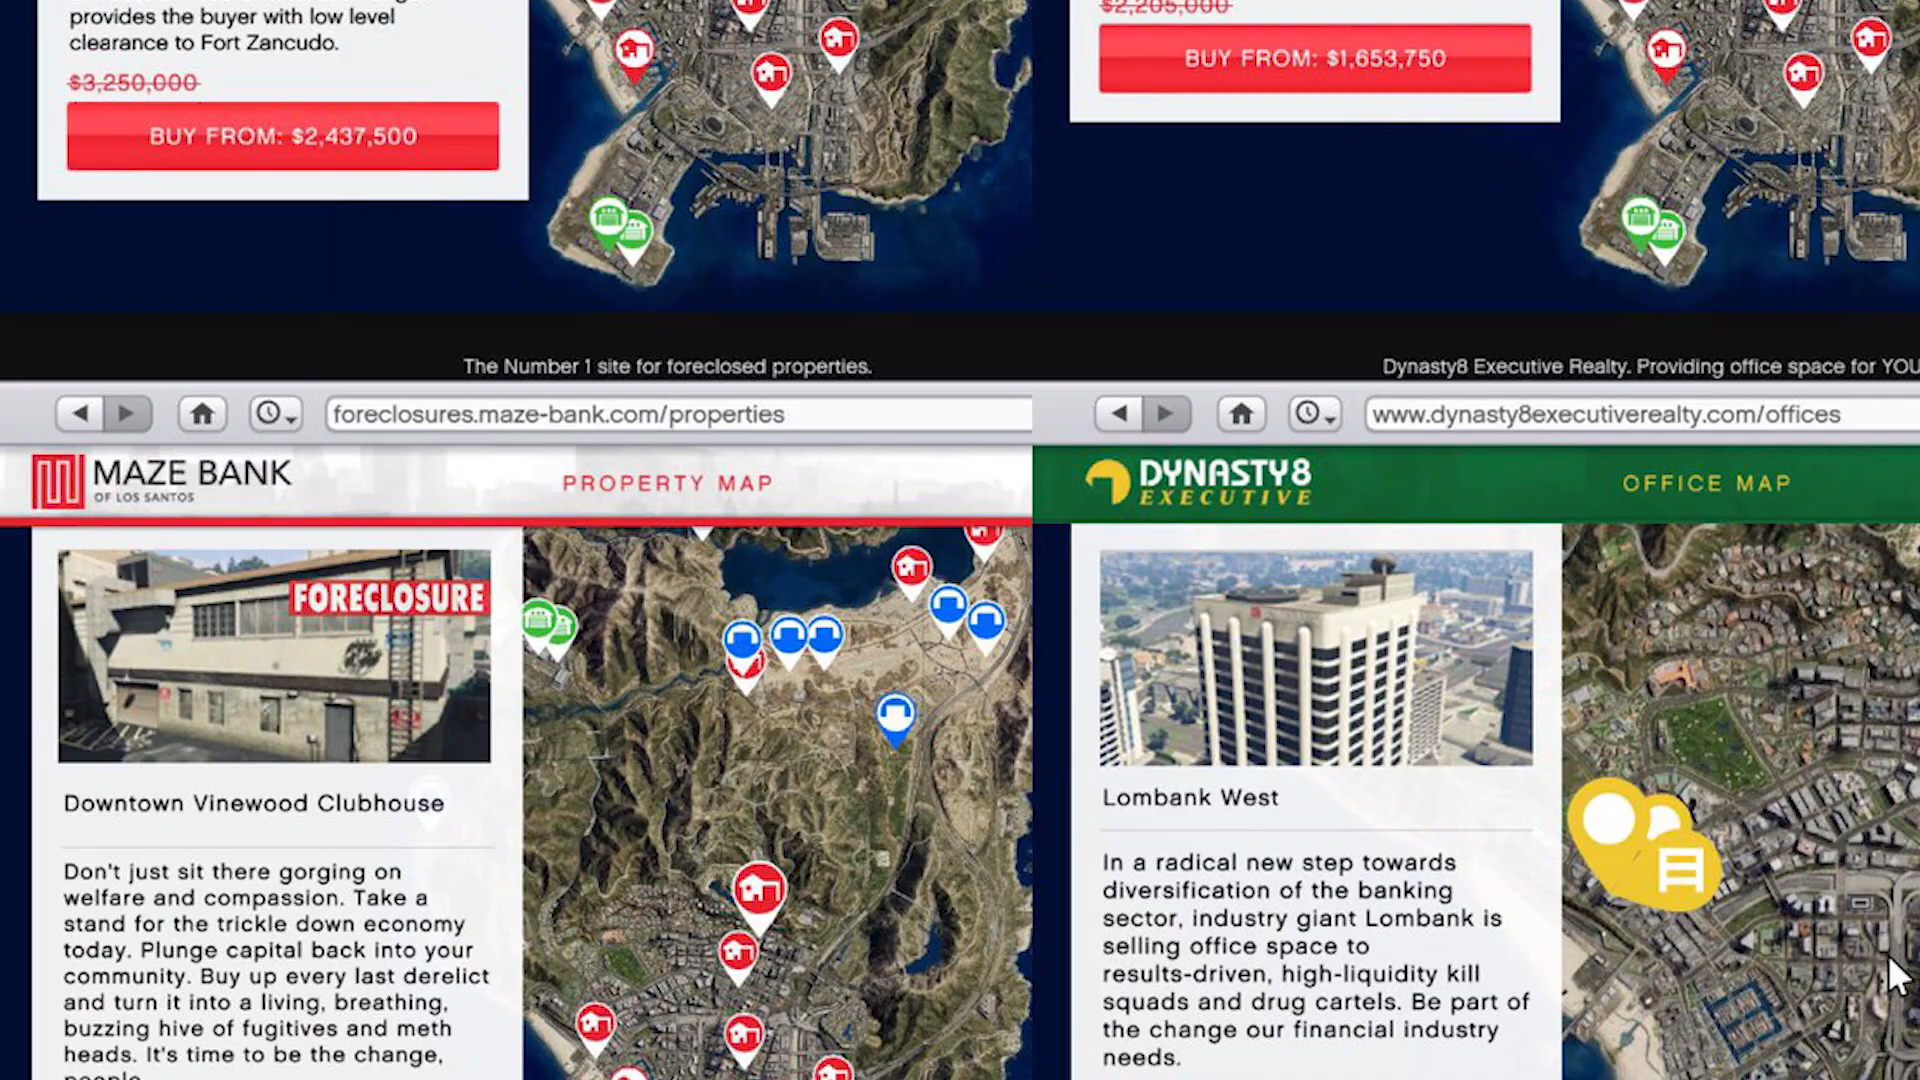 provides the buyer with low level
clearance to Fort Zancudo.
$3,250,000
BUY FROM: $2,437,500
$2,205,000
BUY FROM: $1,653,750
The Number 1 site for foreclosed properties.
foreclosures.maze-bank.com/properties
MAZE BANK
OF LOS SANTOS
PROPERTY MAP
FORECLOSURE
Downtown Vinewood Clubhouse
Don't just sit there gorging on
welfare and compassion. Take a
stand for the trickle down economy
today. Plunge capital back into your
community. Buy up every last derelict
and turn it into a living, breathing,
buzzing hive of fugitives and meth
heads. It's time to be the change,
people.
Dynasty8 Executive Realty. Providing office space for YOU
www.dynasty8executiverealty.com/offices
DYNASTY 8
EXECUTIVE
OFFICE MAP
Lombank West
In a radical new step towards
diversification of the banking
sector, industry giant Lombank is
selling office space to
results-driven, high-liquidity kill
squads and drug cartels. Be part of
the change our financial industry
needs.